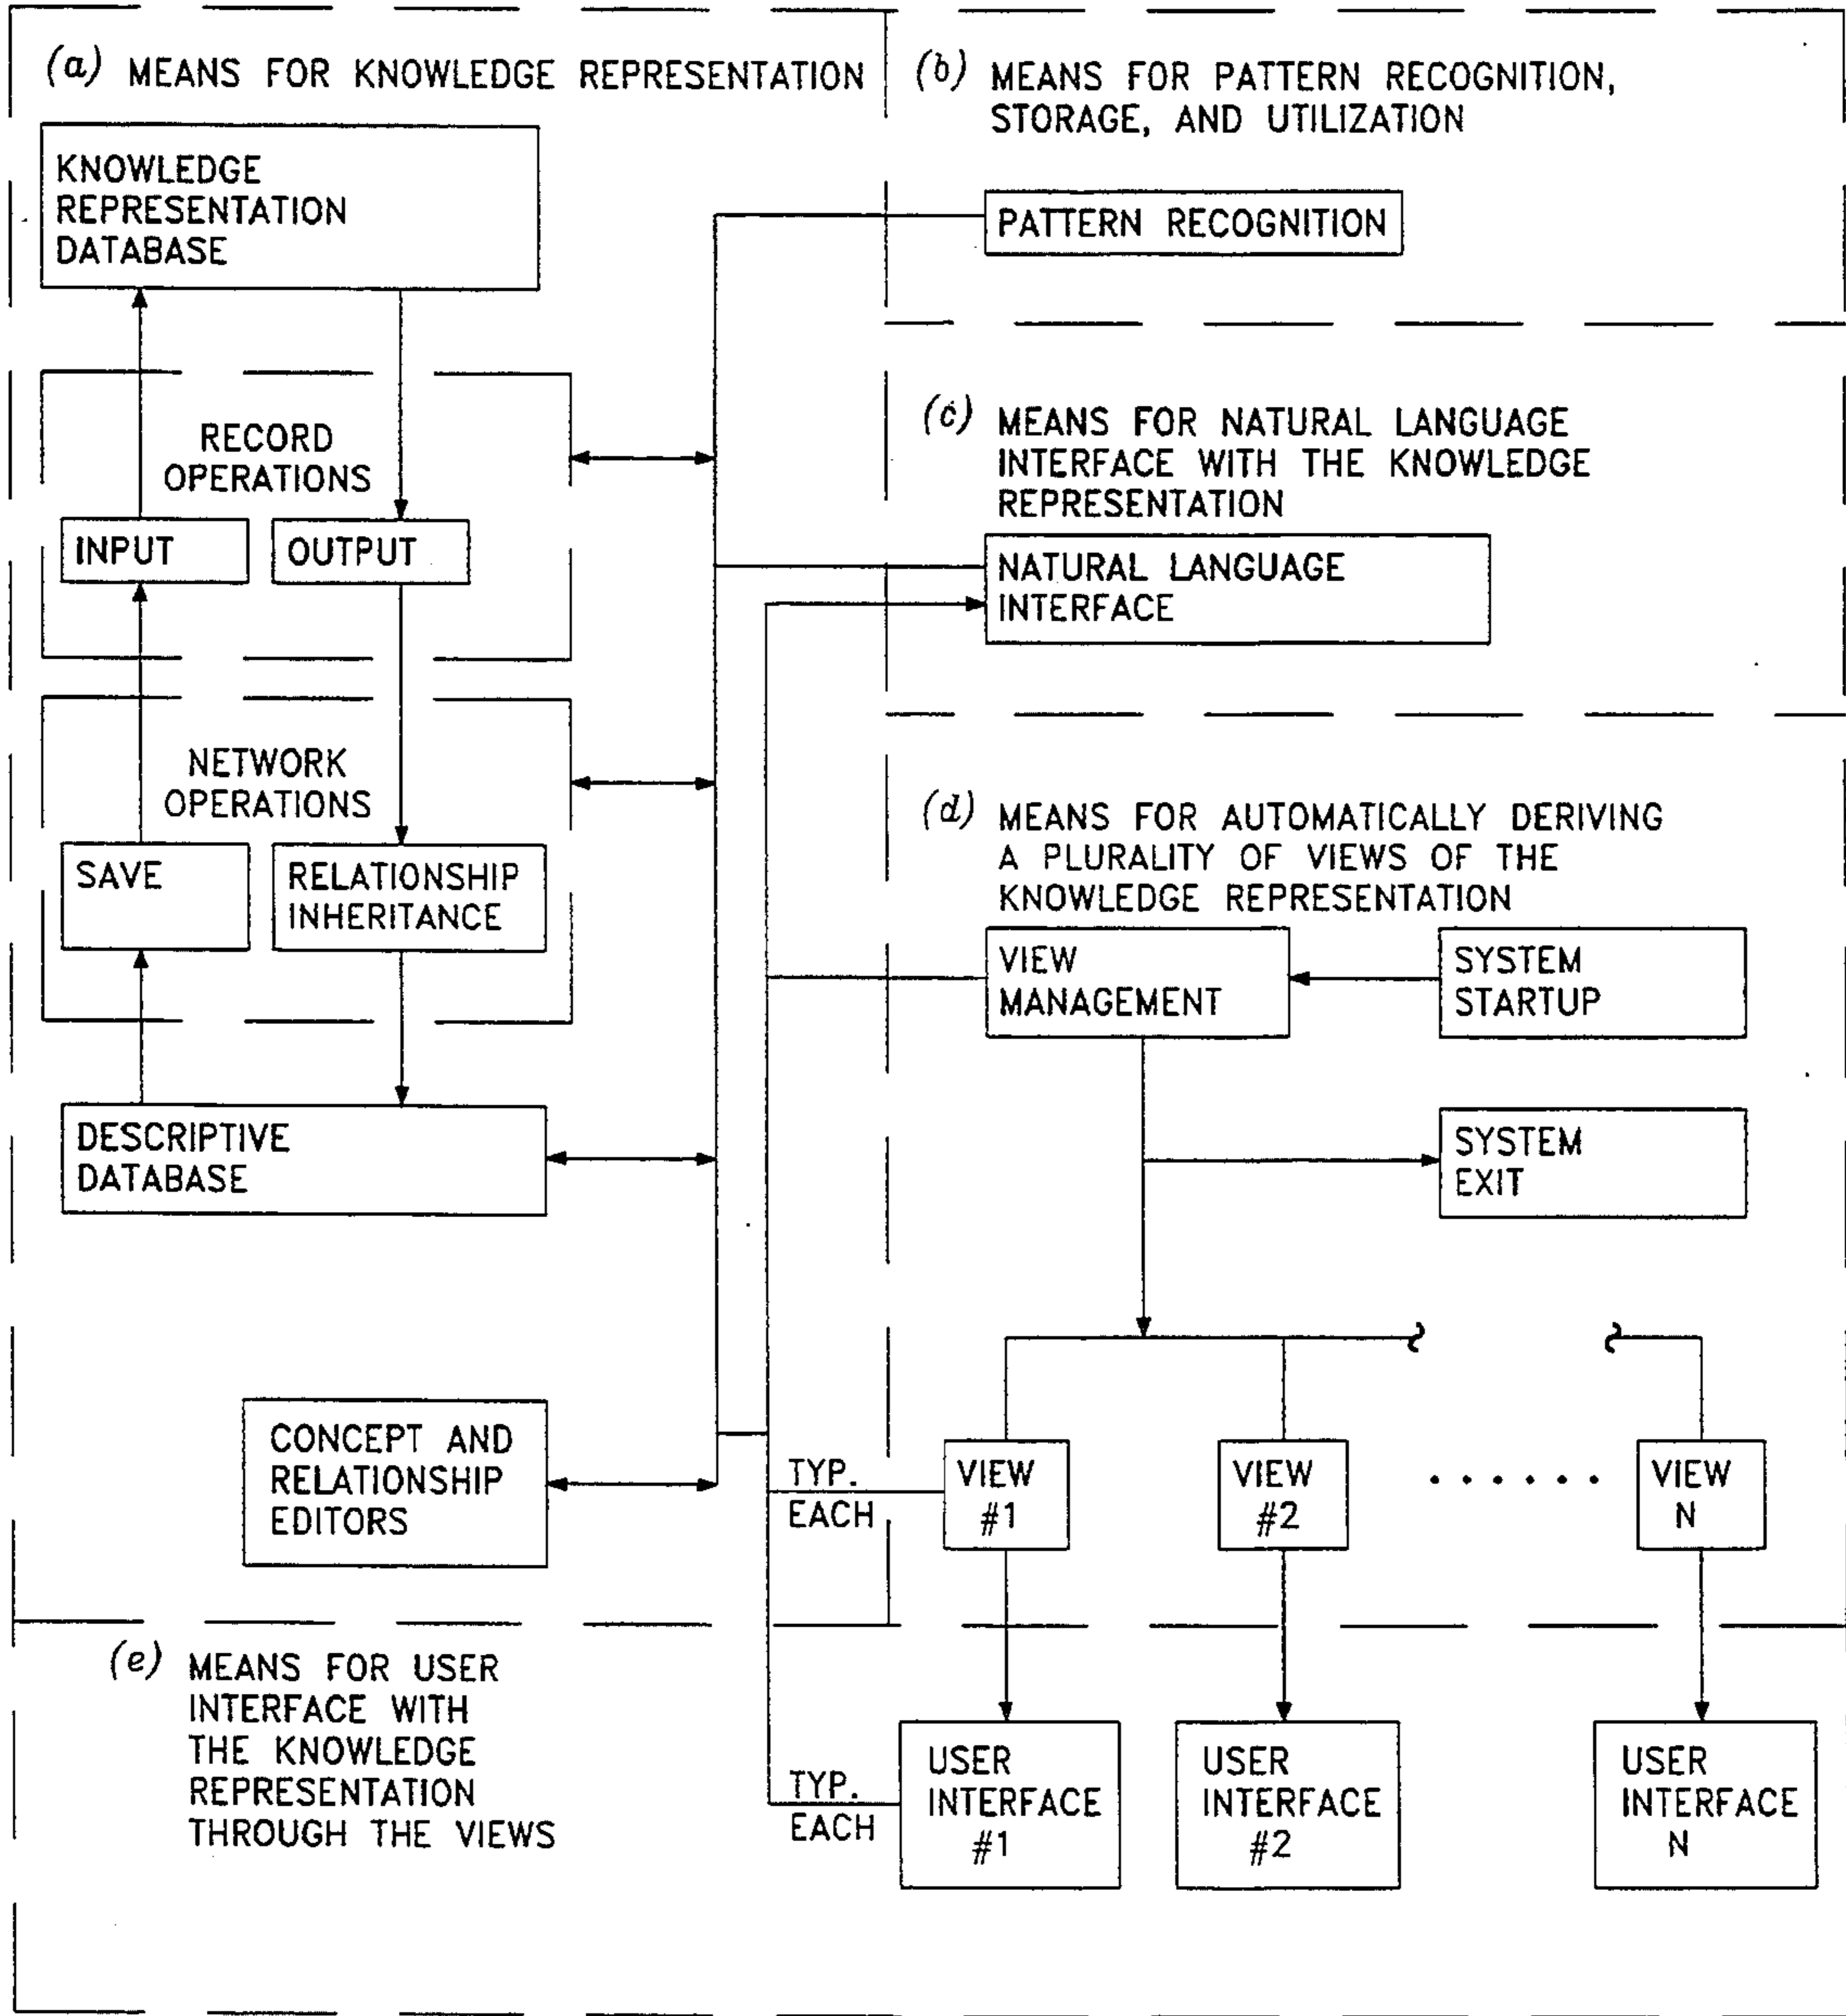 (a) MEANS FOR KNOWLEDGE REPRESENTATION
KNOWLEDGE
REPRESENTATION
DATABASE
RECORD
OPERATIONS
INPUT
OUTPUT
NETWORK
OPERATIONS
SAVE
RELATIONSHIP
INHERITANCE
DESCRIPTIVE
DATABASE
CONCEPT AND
RELATIONSHIP
EDITORS
(b) MEANS FOR PATTERN RECOGNITION,
STORAGE, AND UTILIZATION
PATTERN RECOGNITION
(c) MEANS FOR NATURAL LANGUAGE
INTERFACE WITH THE KNOWLEDGE
REPRESENTATION
NATURAL LANGUAGE
INTERFACE
(d) MEANS FOR AUTOMATICALLY DERIVING
A PLURALITY OF VIEWS OF THE
KNOWLEDGE REPRESENTATION
VIEW
MANAGEMENT
SYSTEM
STARTUP
SYSTEM
EXIT
TYP.
EACH
VIEW
#1
VIEW
#2
VIEW
N
(e) MEANS FOR USER
INTERFACE WITH
THE KNOWLEDGE
REPRESENTATION
THROUGH THE VIEWS
TYP.
EACH
USER
INTERFACE
#1
USER
INTERFACE
#2
USER
INTERFACE
N